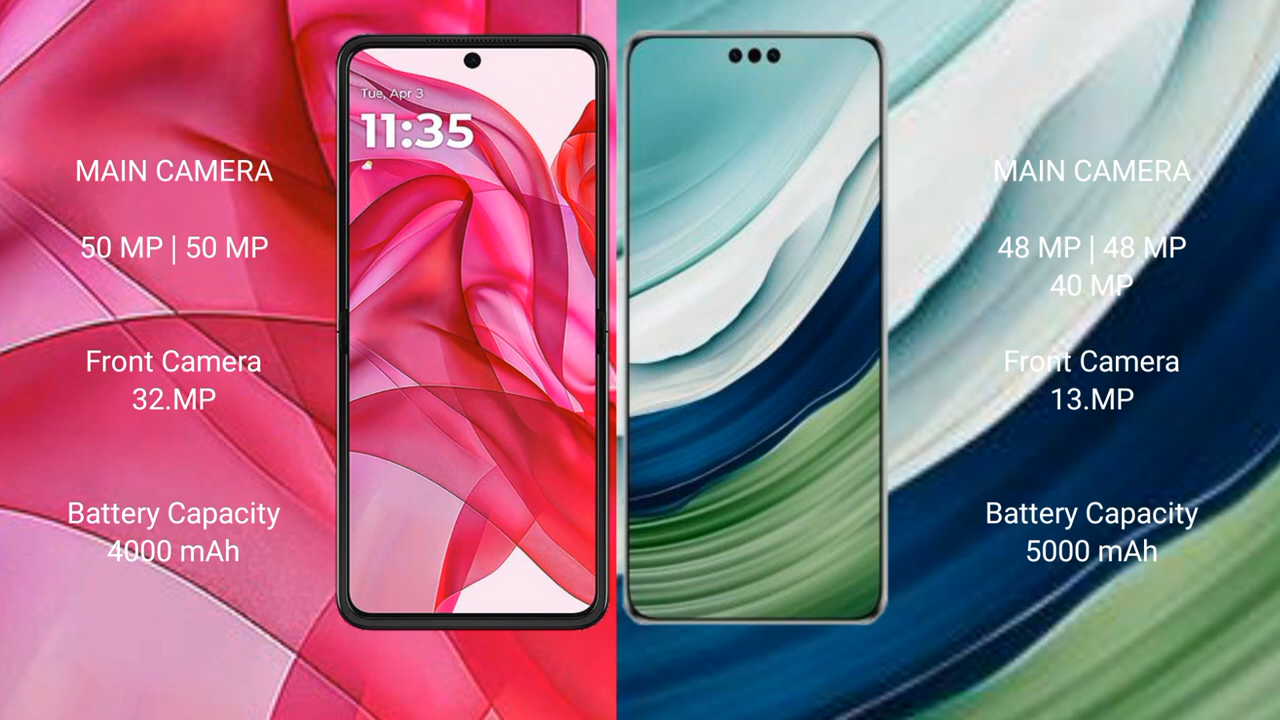 MAIN CAMERA
50 MP | 50 MP
Front Camera
32.MP
Battery Capacity
4000 mAh
Tue, Apr 3
11:35
MAIN CAMERA
48 MP | 48 MP
40 MP
Front Camera
13.MP
Battery Capacity
5000 mAh